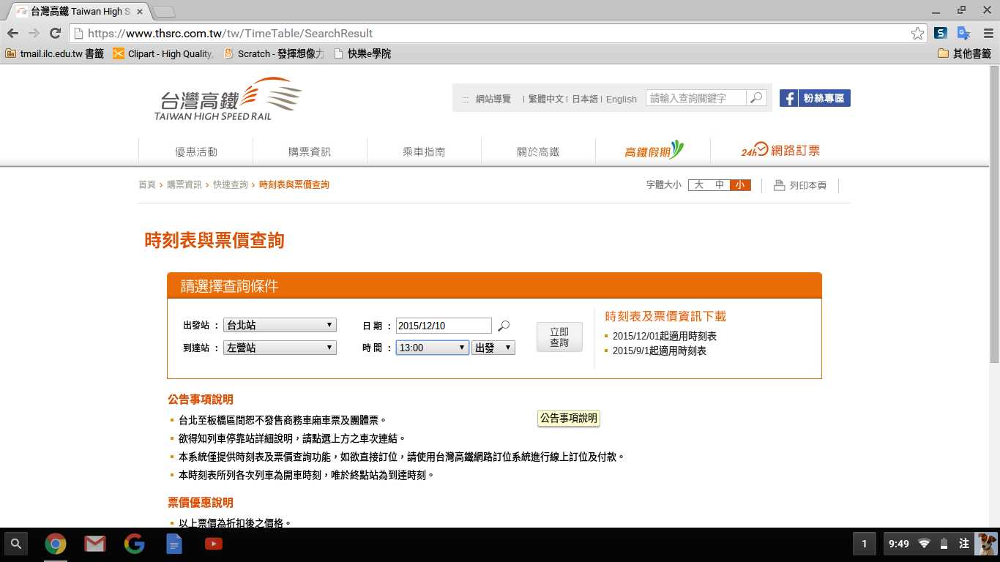 台灣高鐵 Taiwan High S
https://www.thsrc.com.tw/tw/TimeTable/SearchResult
tmail.ilc.edu.tw 書籤 Clipart - High Quality, Scratch - 發揮想像力 快樂e學院 其他書籤
台灣高鐵
TAIWAN HIGH SPEED RAIL
::: 網站導覽 | 繁體中文 | 日本語 | English 請輸入查詢關鍵字 粉絲專區
優惠活動 購票資訊 乘車指南 關於高鐵 高鐵假期 24h 網路訂票
首頁 › 購票資訊 › 快速查詢 › 時刻表與票價查詢 字體大小 大 中 小 列印本頁
時刻表與票價查詢
請選擇查詢條件
出發站 : 台北站 日 期 : 2015/12/10
到達站 : 左營站 時 間 : 13:00 出發
立即
查詢
時刻表及票價資訊下載
2015/12/01起適用時刻表
2015/9/1起適用時刻表
公告事項說明
台北至板橋區間恕不發售商務車廂車票及團體票。
公告事項說明
欲得知列車停靠站詳細說明，請點選上方之車次連結。
本系統僅提供時刻表及票價查詢功能，如欲直接訂位，請使用台灣高鐵網路訂位系統進行線上訂位及付款。
本時刻表所列各次列車為開車時刻，唯於終點站為到達時刻。
票價優惠說明
以上票價為折扣後之價格。
1 9:49 注